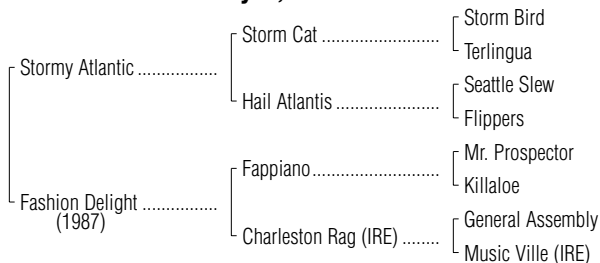 Storm Bird
Storm Cat
Terlingua
Stormy Atlantic
Seattle Slew
Hail Atlantis
Flippers
Mr. Prospector
Fappiano
Killaloe
Fashion Delight
(1987)
General Assembly
Charleston Rag (IRE)
Music Ville (IRE)